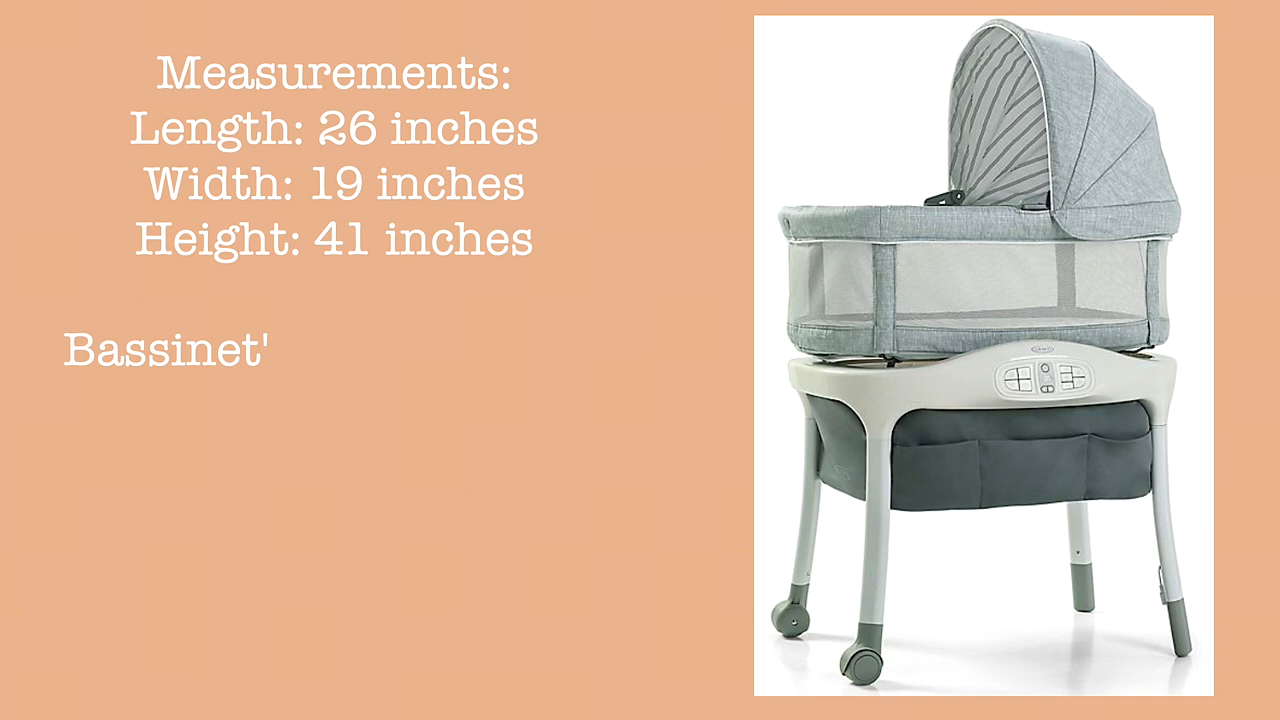 Measurements:
Length: 26 inches
Width: 19 inches
Height: 41 inches
Bassinet'